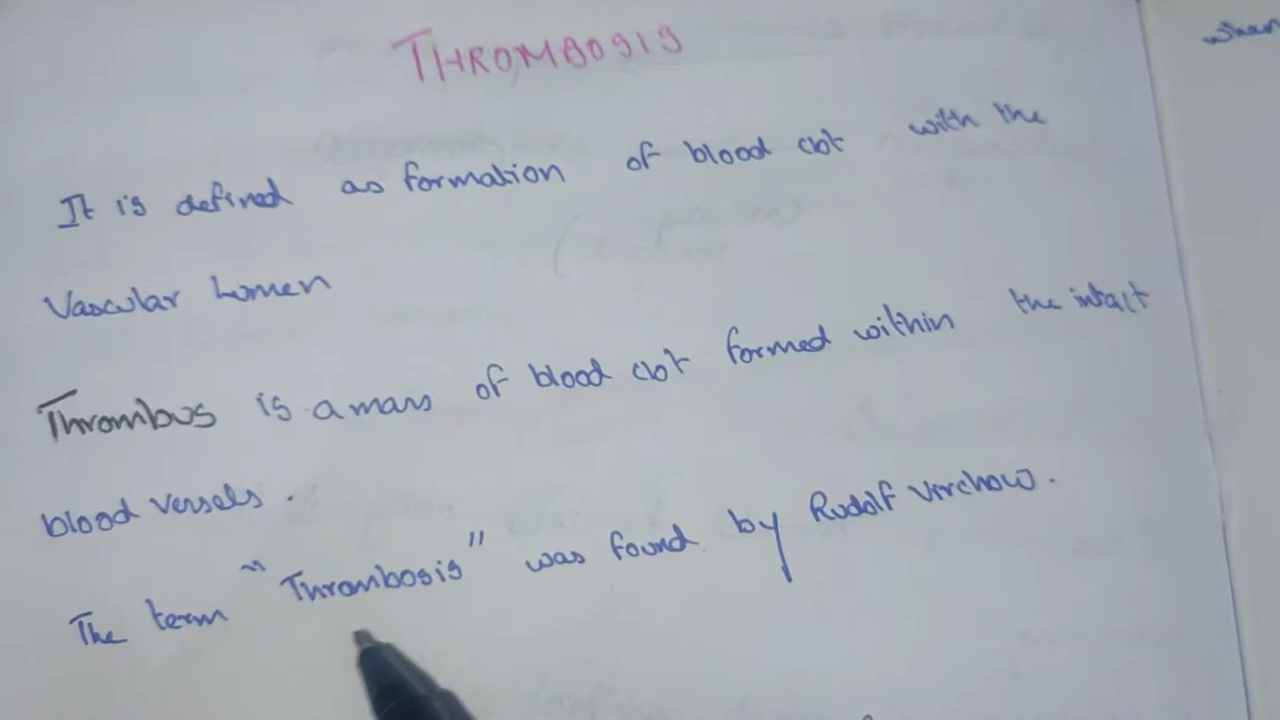 THROMBOSIS
It is defined as formation of blood clot with the
Vascular lumen
Thrombus is a mass of blood clot formed within the intact
blood vessels.
The term "Thrombosis" was found by Rudolf Virchow.
when